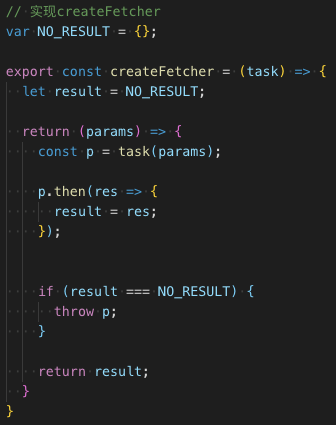 // 实现createFetcher
var NO_RESULT = {};
export const createFetcher = (task) => {
let result = NO_RESULT;
return (params) => {
const p = task(params);
p.then(res => {
result = res;
});
if (result === NO_RESULT) {
throw p;
}
return result;
}
}